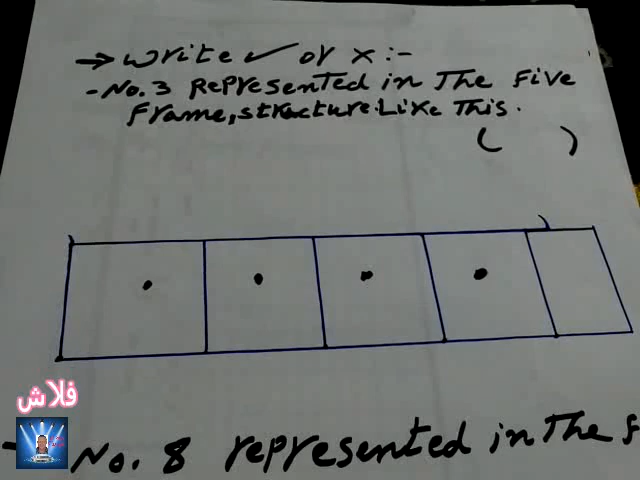 → write ✓ or x :-
- No. 3 Represented in The Five
Frame, structure Like This.
( )
فلاش
- No. 8 represented in The f